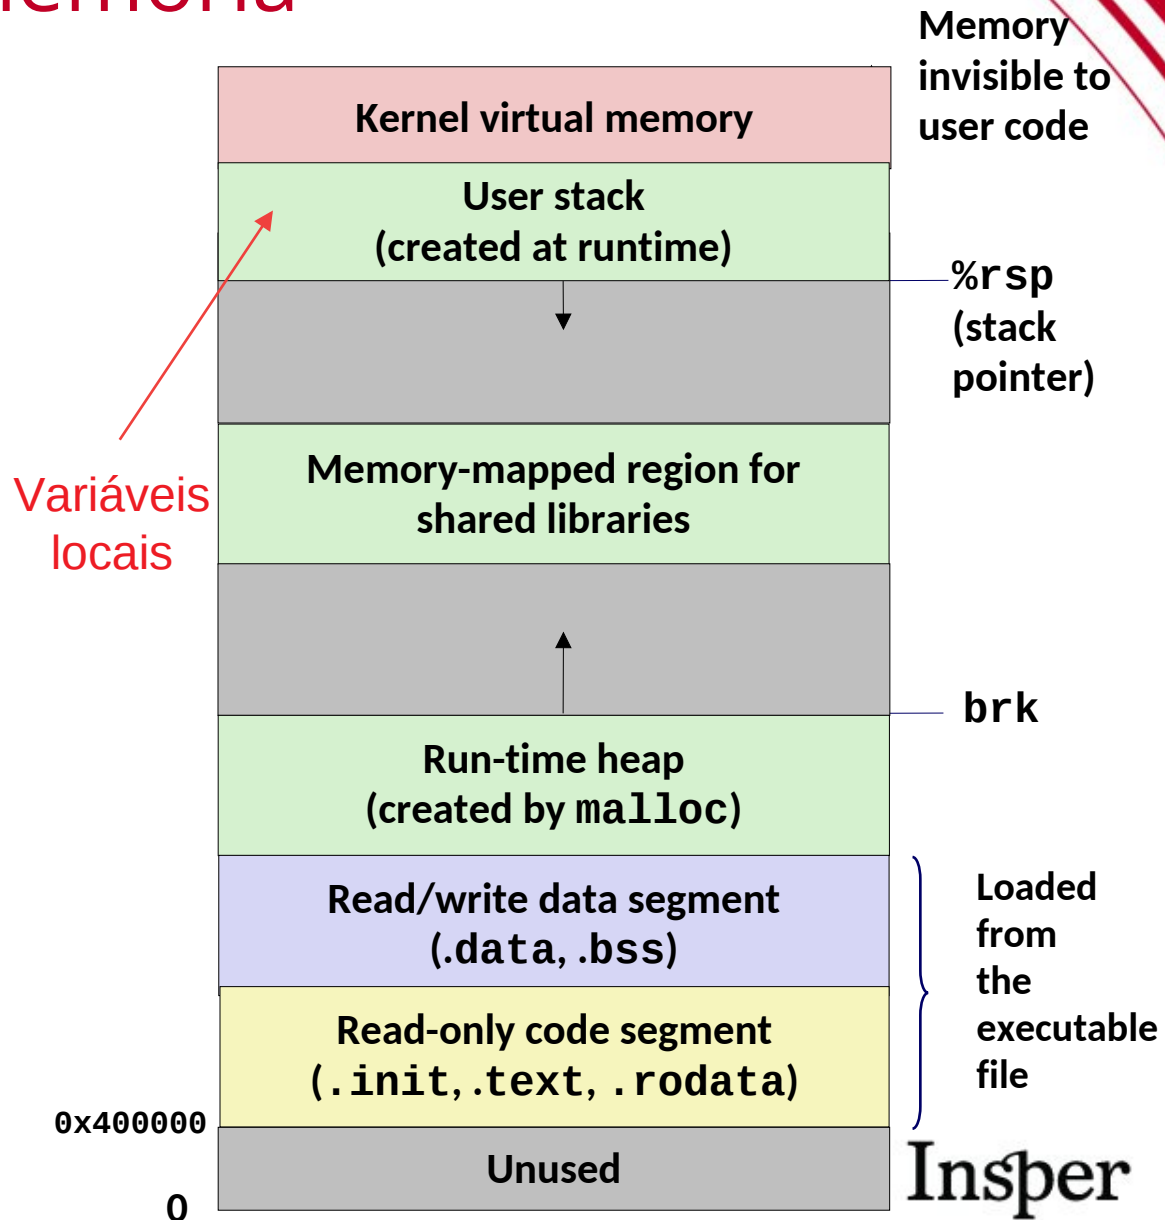 Memory
invisible to
user code
Kernel virtual memory
User stack
(created at runtime)
%rsp
(stack
pointer)
Memory-mapped region for
shared libraries
Variáveis
locais
brk
Run-time heap
(created by malloc)
Read/write data segment
(.data, .bss)
Loaded
from
the
executable
file
Read-only code segment
(.init, .text, .rodata)
0x400000
Unused
0
Insper